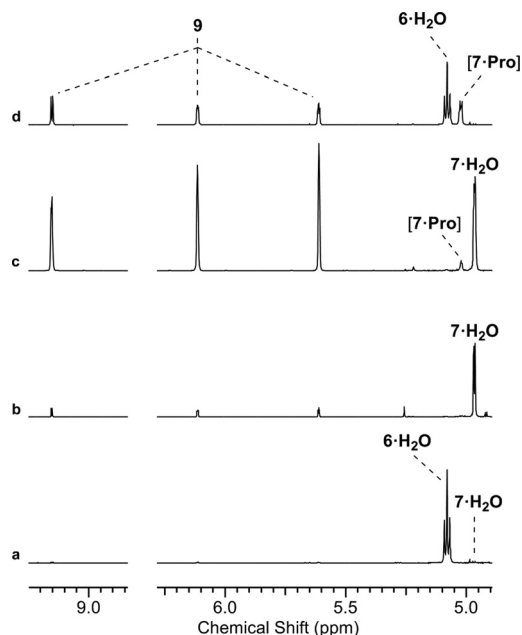 9
6·H₂O
[7·Pro]
d
7·H₂O
[7·Pro]
c
7·H₂O
b
6·H₂O
7·H₂O
a
9.0 6.0 5.5 5.0
Chemical Shift (ppm)